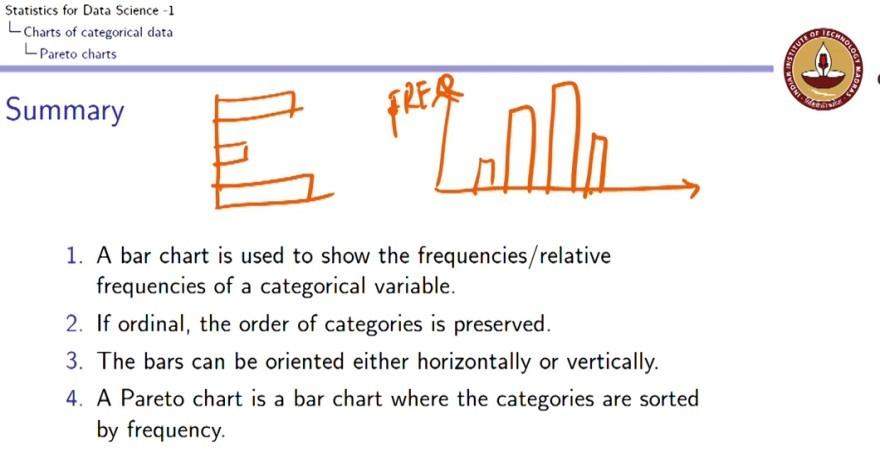 Statistics for Data Science -1
Charts of categorical data
Pareto charts
INDIAN INSTITUTE OF TECHNOLOGY MADRAS
Summary
FREQ
1. A bar chart is used to show the frequencies/relative
frequencies of a categorical variable.
2. If ordinal, the order of categories is preserved.
3. The bars can be oriented either horizontally or vertically.
4. A Pareto chart is a bar chart where the categories are sorted
by frequency.